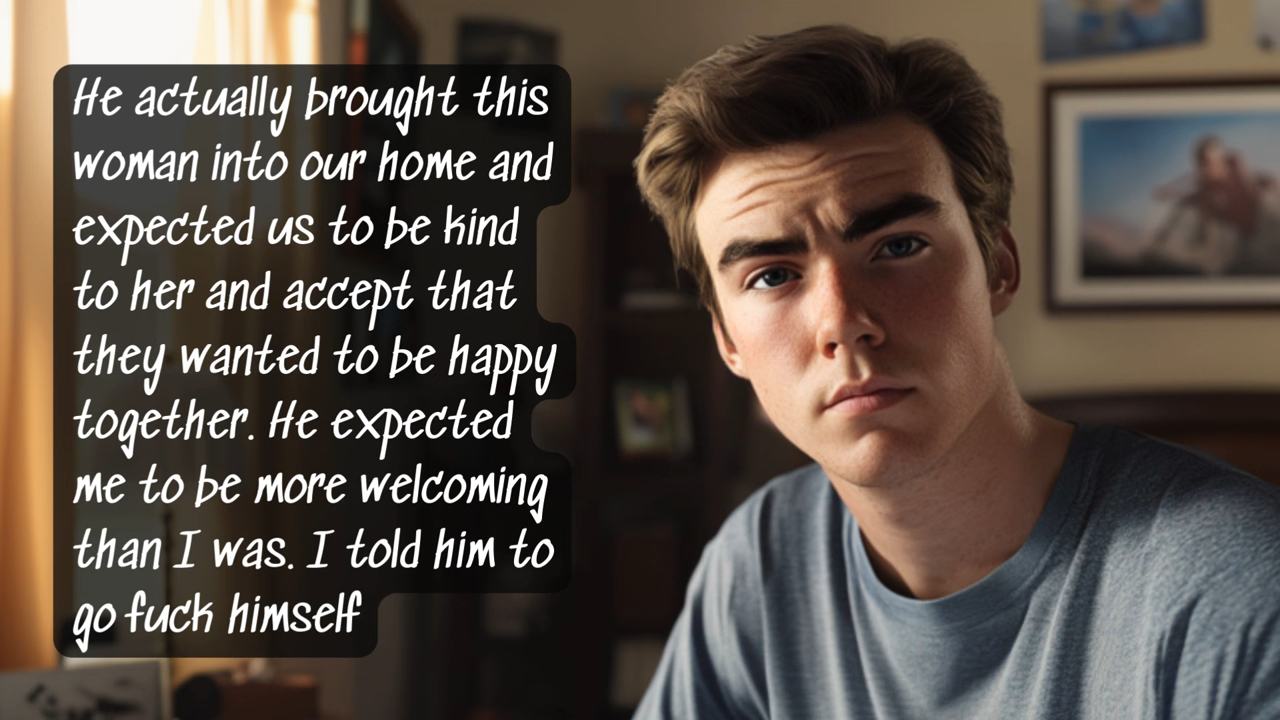 He actually brought this
woman into our home and
expected us to be kind
to her and accept that
they wanted to be happy
together. He expected
me to be more welcoming
than I was. I told him to
go fuck himself